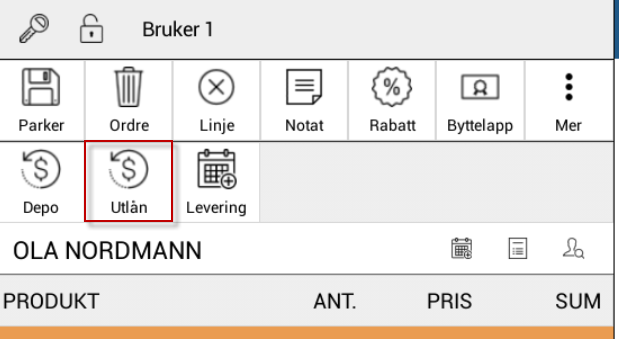 Bruker 1
Parker Ordre Linje Notat Rabatt Byttelapp Mer
Depo Utlån Levering
OLA NORDMANN
PRODUKT ANT. PRIS SUM